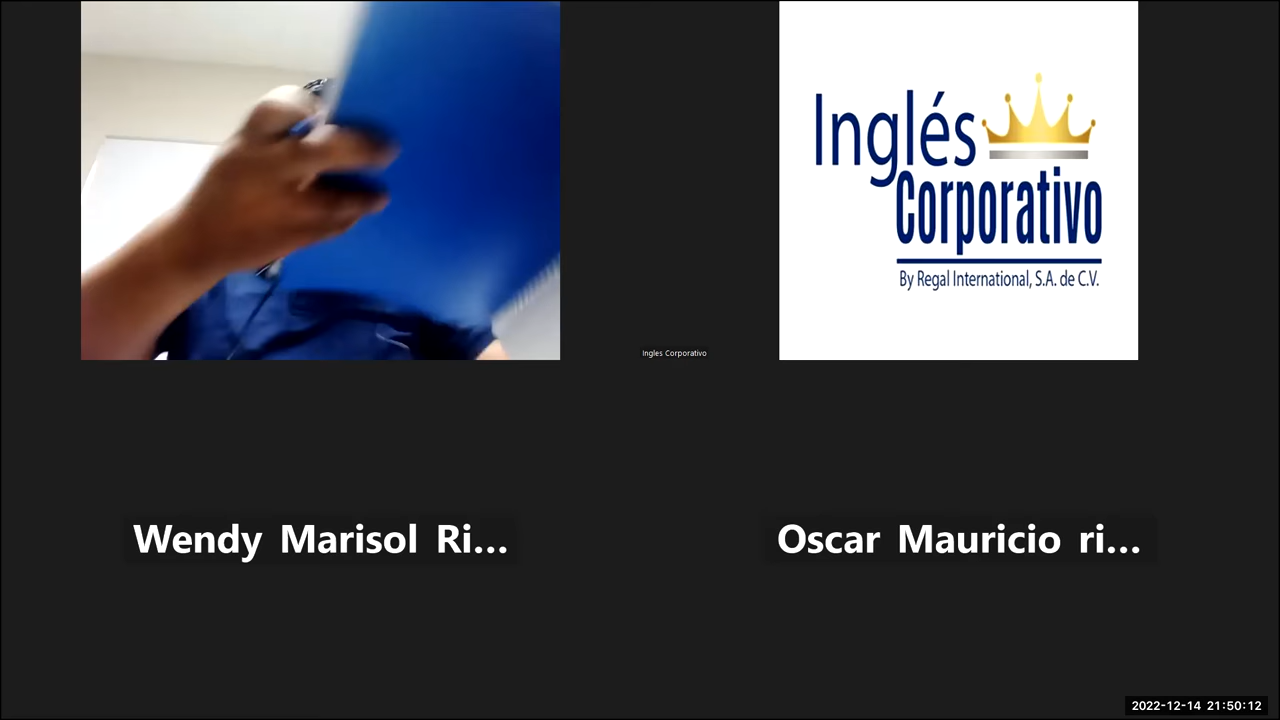 Inglés
Corporativo
By Regal International, S.A. de C.V.
Ingles Corporativo
Wendy Marisol Ri...
Oscar Mauricio ri...
2022-12-14 21:50:12